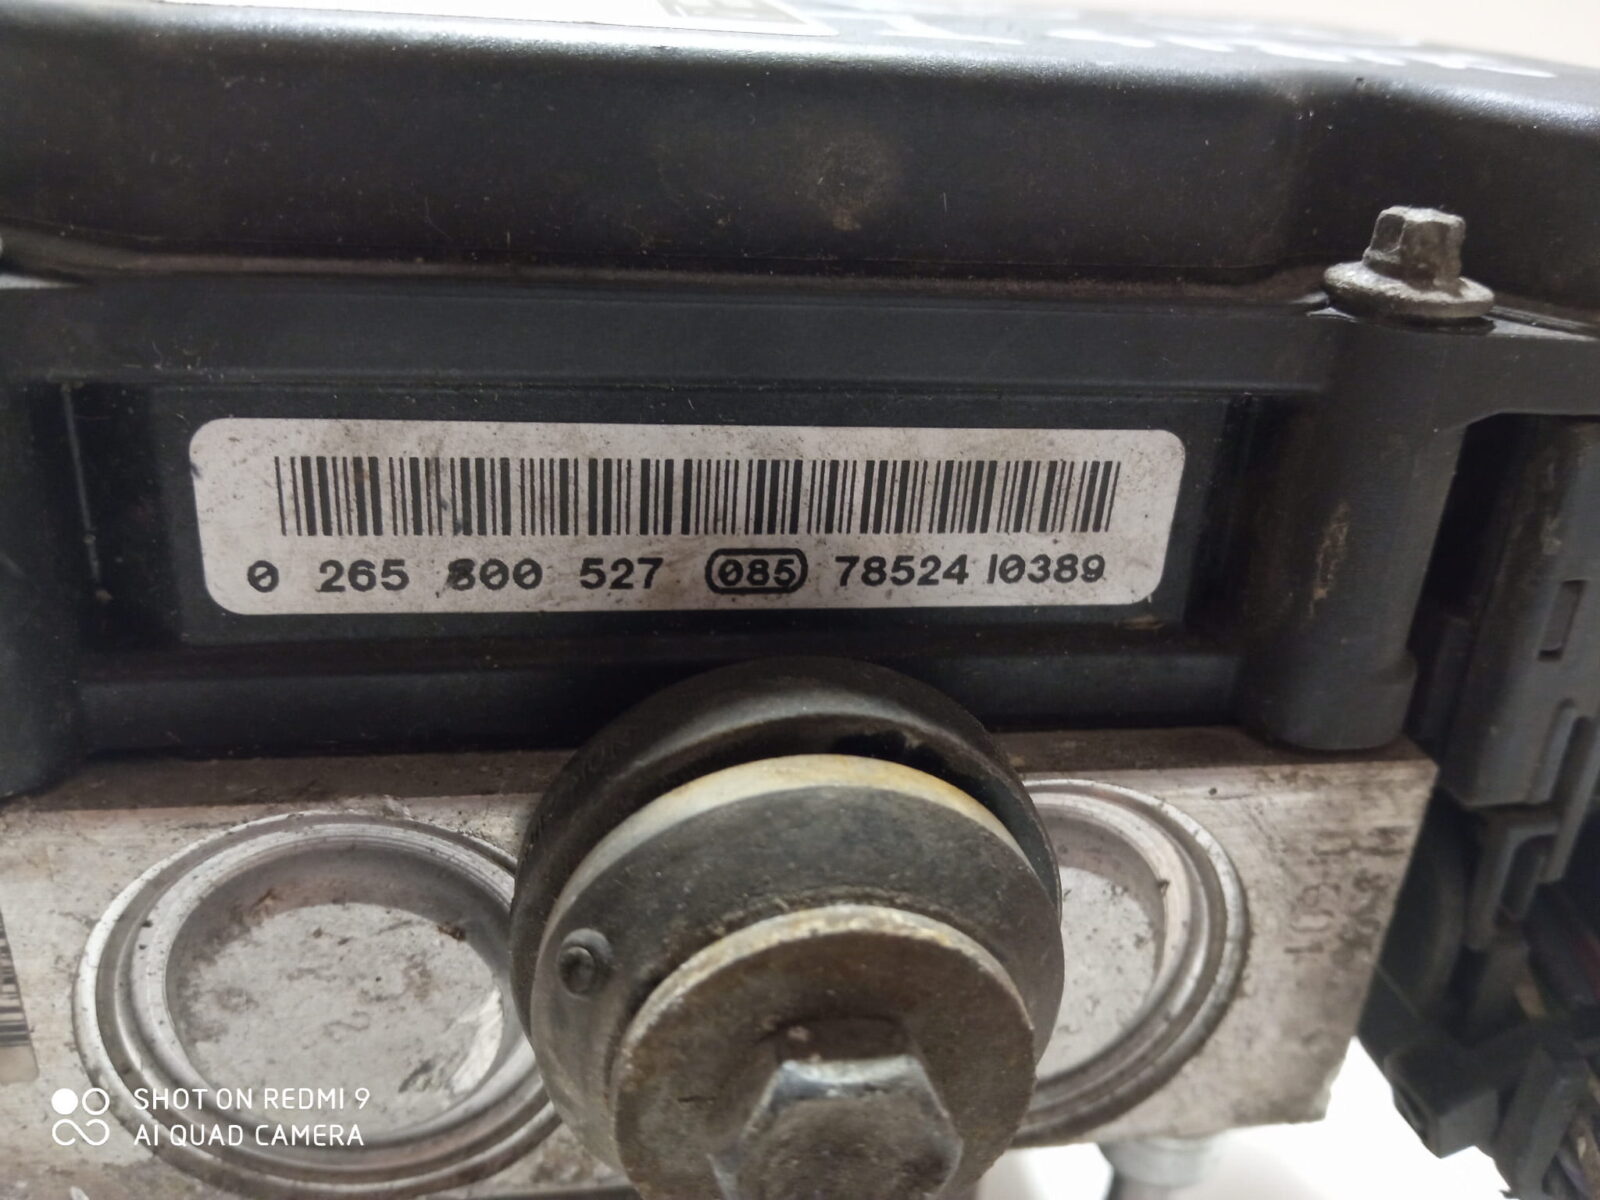 0 265 800 527 085 78524 10389
SHOT ON REDMI 9
AI QUAD CAMERA